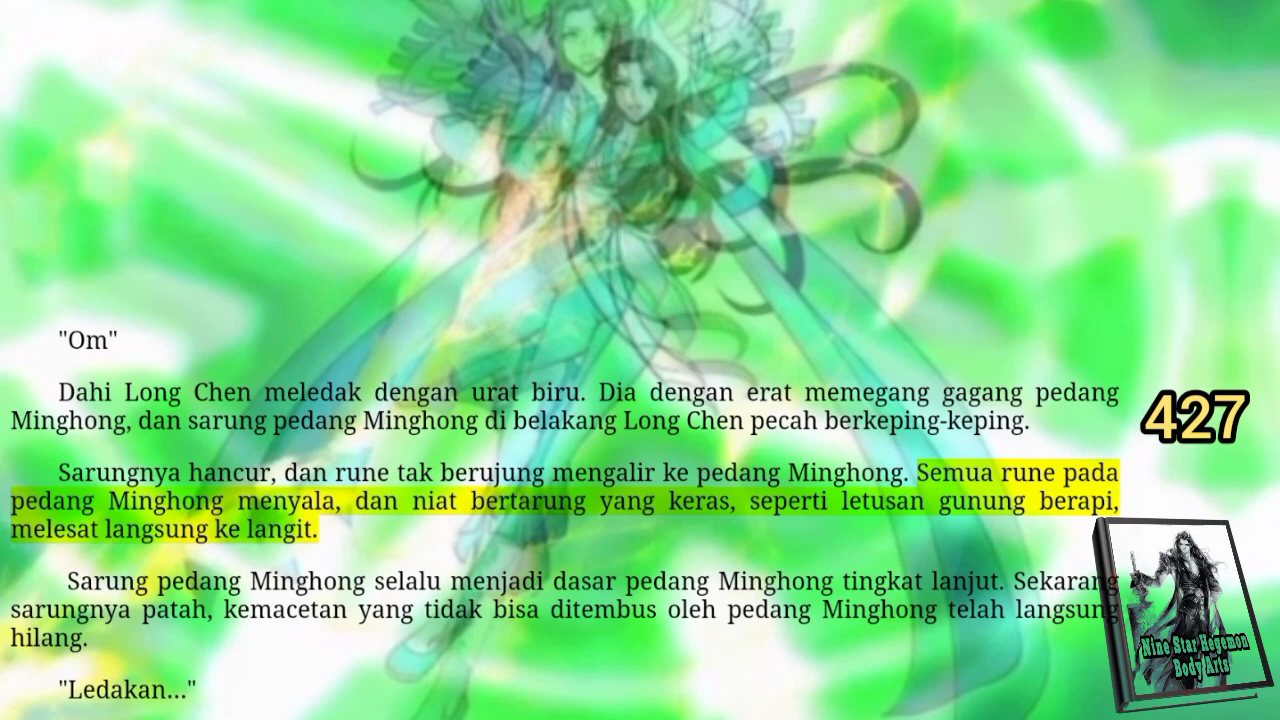 "Om"
Dahi Long Chen meledak dengan urat biru. Dia dengan erat memegang gagang pedang
Minghong, dan sarung pedang Minghong di belakang Long Chen pecah berkeping-keping.
427
Sarungnya hancur, dan rune tak berujung mengalir ke pedang Minghong. Semua rune pada
pedang Minghong menyala, dan niat bertarung yang keras, seperti letusan gunung berapi,
melesat langsung ke langit.
Sarung pedang Minghong selalu menjadi dasar pedang Minghong tingkat lanjut. Sekarang
sarungnya patah, kemacetan yang tidak bisa ditembus oleh pedang Minghong telah langsung
hilang.
"Ledakan..."
Nine Star Hegemon
Body Arts